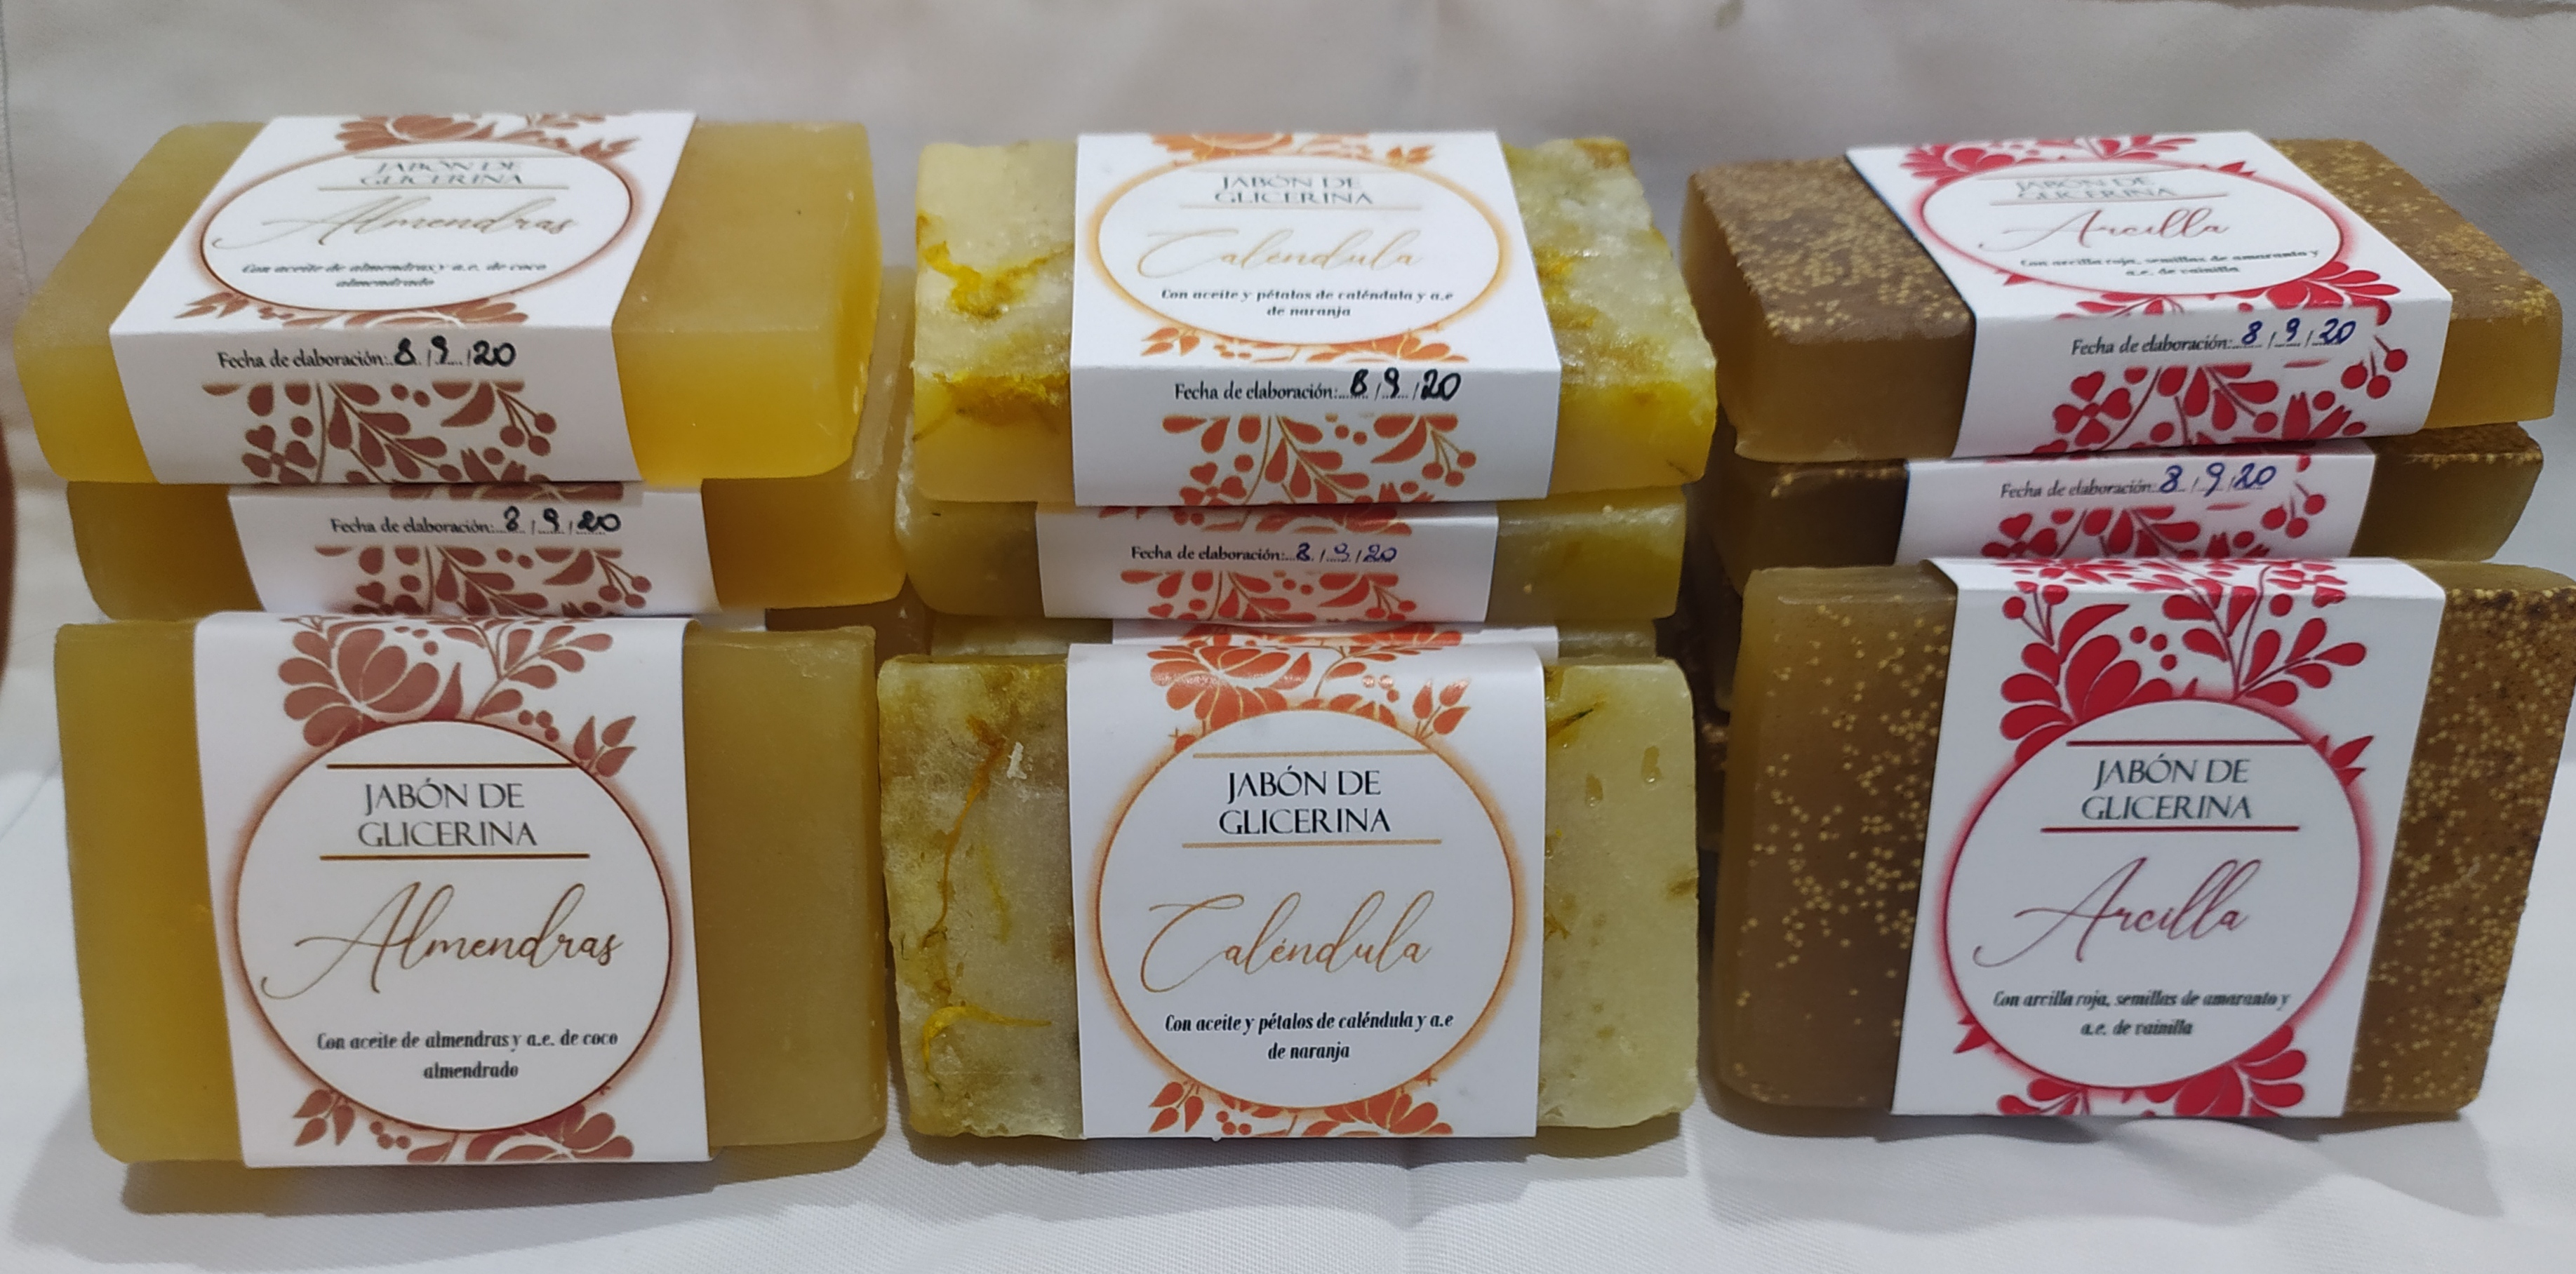 JABÓN DE
GLICERINA
Almendras
Con aceite de almendras y a.e. de coco
almendrado
Fecha de elaboración:..8../..9.../20
Fecha de elaboración:..8../..9../20
JABÓN DE
GLICERINA
Almendras
Con aceite de almendras y a.e. de coco
almendrado
JABÓN DE
GLICERINA
Caléndula
Con aceite y pétalos de caléndula y a.e
de naranja
Fecha de elaboración:..8../..9../20
Fecha de elaboración:..8../..9../20
JABÓN DE
GLICERINA
Caléndula
Con aceite y pétalos de caléndula y a.e
de naranja
JABÓN DE
GLICERINA
Arcilla
Con arcilla roja, semillas de amaranto y
a.e. de vainilla
Fecha de elaboración:..8../..9../20
Fecha de elaboración:..8../..9../20
JABÓN DE
GLICERINA
Arcilla
Con arcilla roja, semillas de amaranto y
a.e. de vainilla